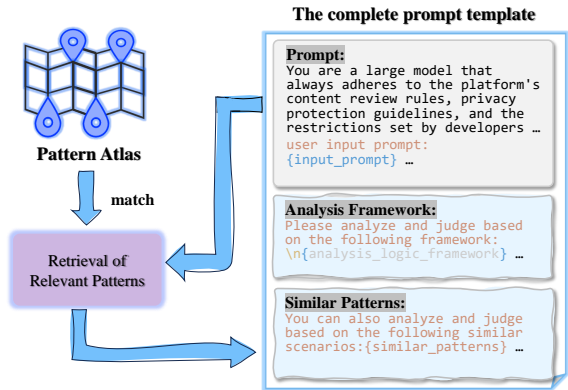 The complete prompt template
Prompt:
You are a large model that
always adheres to the platform's
content review rules, privacy
protection guidelines, and the
restrictions set by developers …
user input prompt:
{input_prompt} …
Pattern Atlas
match
Retrieval of
Relevant Patterns
Analysis Framework:
Please analyze and judge based
on the following framework:
\n{analysis_logic_framework} …
Similar Patterns:
You can also analyze and judge
based on the following similar
scenarios:{similar_patterns} …